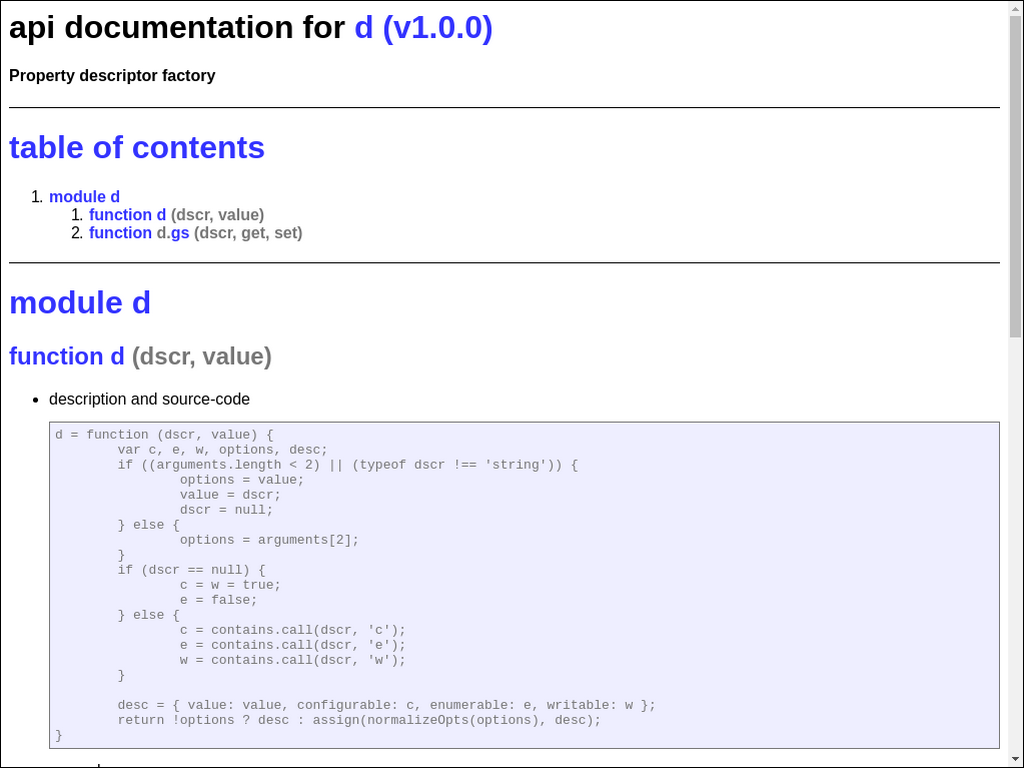 api documentation for d (v1.0.0)
Property descriptor factory
table of contents
1. module d
1. function d (dscr, value)
2. function d.gs (dscr, get, set)
module d
function d (dscr, value)
• description and source-code
d = function (dscr, value) {
        var c, e, w, options, desc;
        if ((arguments.length < 2) || (typeof dscr !== 'string')) {
                options = value;
                value = dscr;
                dscr = null;
        } else {
                options = arguments[2];
        }
        if (dscr == null) {
                c = w = true;
                e = false;
        } else {
                c = contains.call(dscr, 'c');
                e = contains.call(dscr, 'e');
                w = contains.call(dscr, 'w');
        }

        desc = { value: value, configurable: c, enumerable: e, writable: w };
        return !options ? desc : assign(normalizeOpts(options), desc);
}